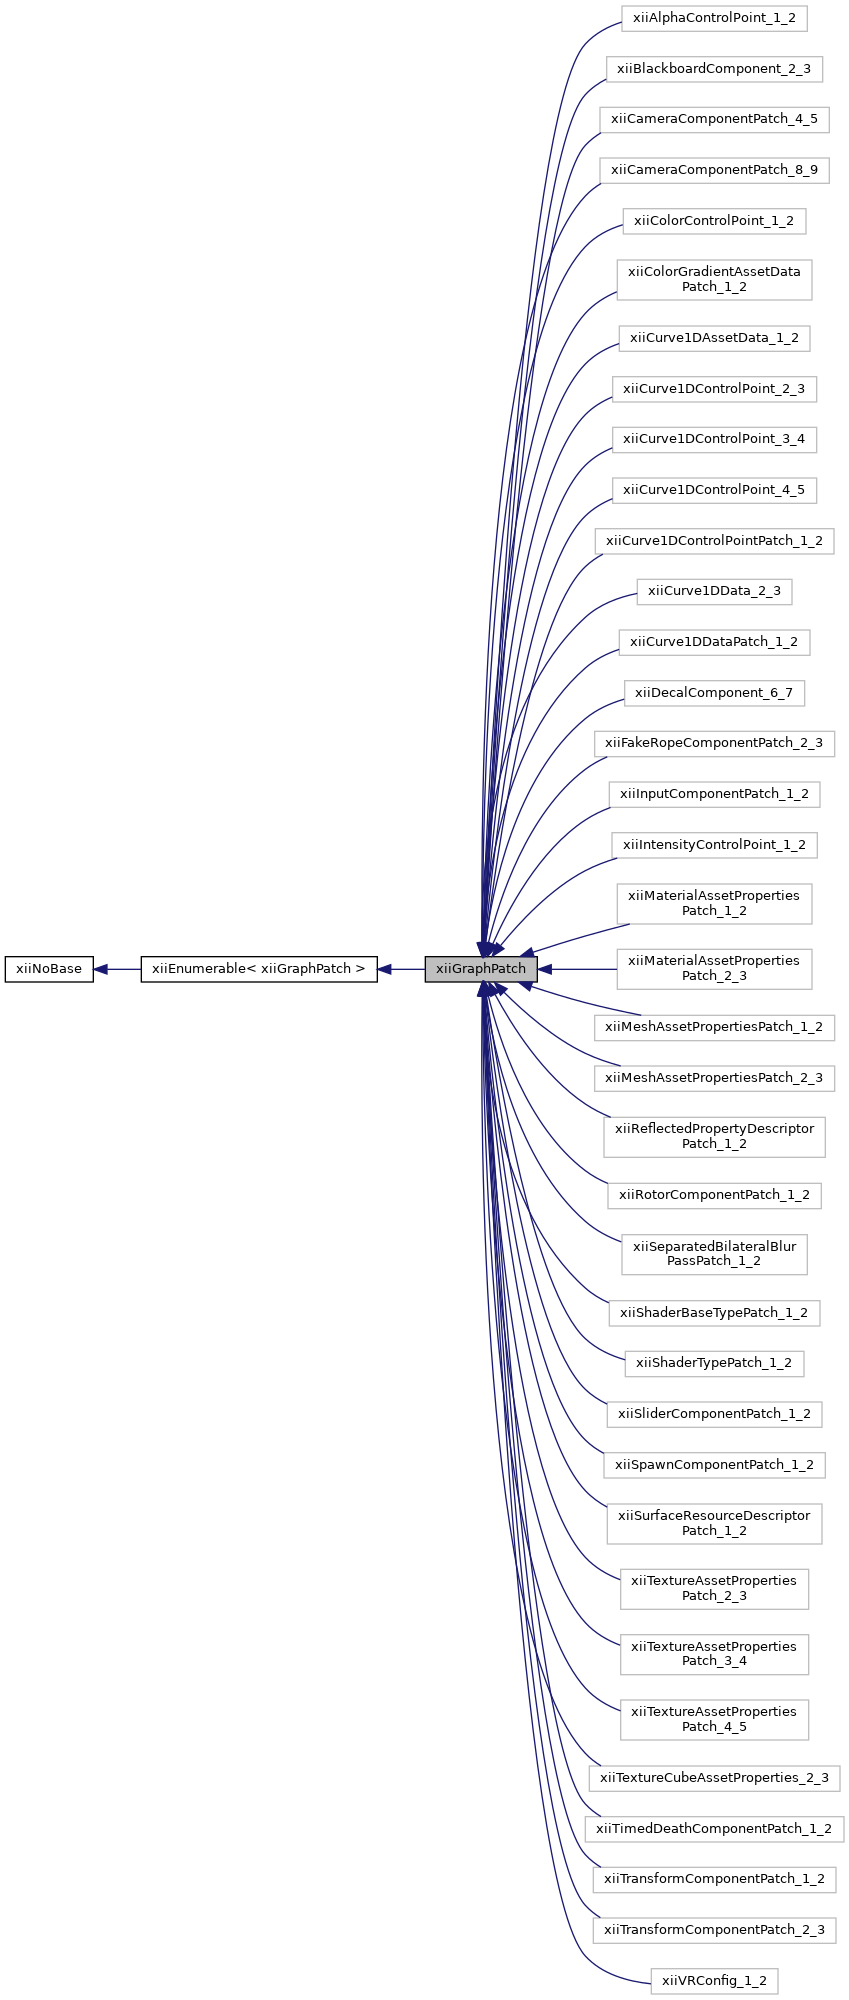 xiiAlphaControlPoint_1_2
xiiBlackboardComponent_2_3
xiiCameraComponentPatch_4_5
xiiCameraComponentPatch_8_9
xiiColorControlPoint_1_2
xiiColorGradientAssetData
Patch_1_2
xiiCurve1DAssetData_1_2
xiiCurve1DControlPoint_2_3
xiiCurve1DControlPoint_3_4
xiiCurve1DControlPoint_4_5
xiiCurve1DControlPointPatch_1_2
xiiCurve1DData_2_3
xiiCurve1DDataPatch_1_2
xiiDecalComponent_6_7
xiiFakeRopeComponentPatch_2_3
xiiInputComponentPatch_1_2
xiiIntensityControlPoint_1_2
xiiMaterialAssetProperties
Patch_1_2
xiiNoBase
xiiEnumerable< xiiGraphPatch >
xiiGraphPatch
xiiMaterialAssetProperties
Patch_2_3
xiiMeshAssetPropertiesPatch_1_2
xiiMeshAssetPropertiesPatch_2_3
xiiReflectedPropertyDescriptor
Patch_1_2
xiiRotorComponentPatch_1_2
xiiSeparatedBilateralBlur
PassPatch_1_2
xiiShaderBaseTypePatch_1_2
xiiShaderTypePatch_1_2
xiiSliderComponentPatch_1_2
xiiSpawnComponentPatch_1_2
xiiSurfaceResourceDescriptor
Patch_1_2
xiiTextureAssetProperties
Patch_2_3
xiiTextureAssetProperties
Patch_3_4
xiiTextureAssetProperties
Patch_4_5
xiiTextureCubeAssetProperties_2_3
xiiTimedDeathComponentPatch_1_2
xiiTransformComponentPatch_1_2
xiiTransformComponentPatch_2_3
xiiVRConfig_1_2